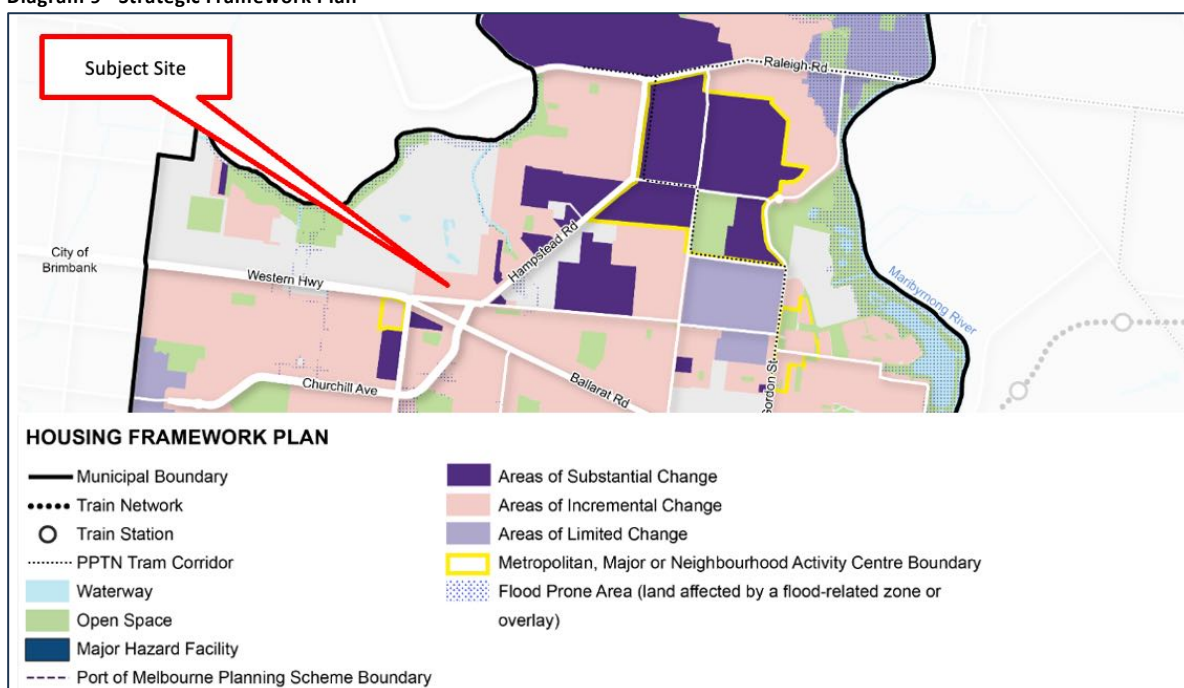 Diagram 9 - Strategic Framework Plan
Subject Site
Raleigh Rd
Hampstead Rd
City of
Brimbank
Western Hwy
Maribyrnong River
Churchill Ave
Ballarat Rd
Gordon St
HOUSING FRAMEWORK PLAN
Municipal Boundary
Train Network
Train Station
PPTN Tram Corridor
Waterway
Open Space
Major Hazard Facility
Port of Melbourne Planning Scheme Boundary
Areas of Substantial Change
Areas of Incremental Change
Areas of Limited Change
Metropolitan, Major or Neighbourhood Activity Centre Boundary
Flood Prone Area (land affected by a flood-related zone or
overlay)